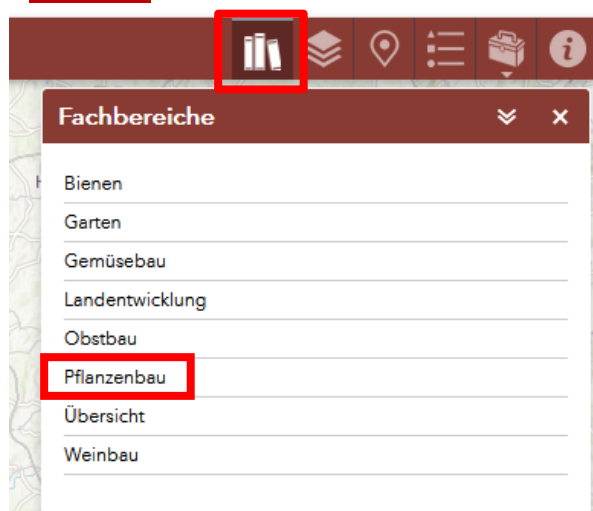 Fachbereiche
Bienen
Garten
Gemüsebau
Landentwicklung
Obstbau
Pflanzenbau
Übersicht
Weinbau